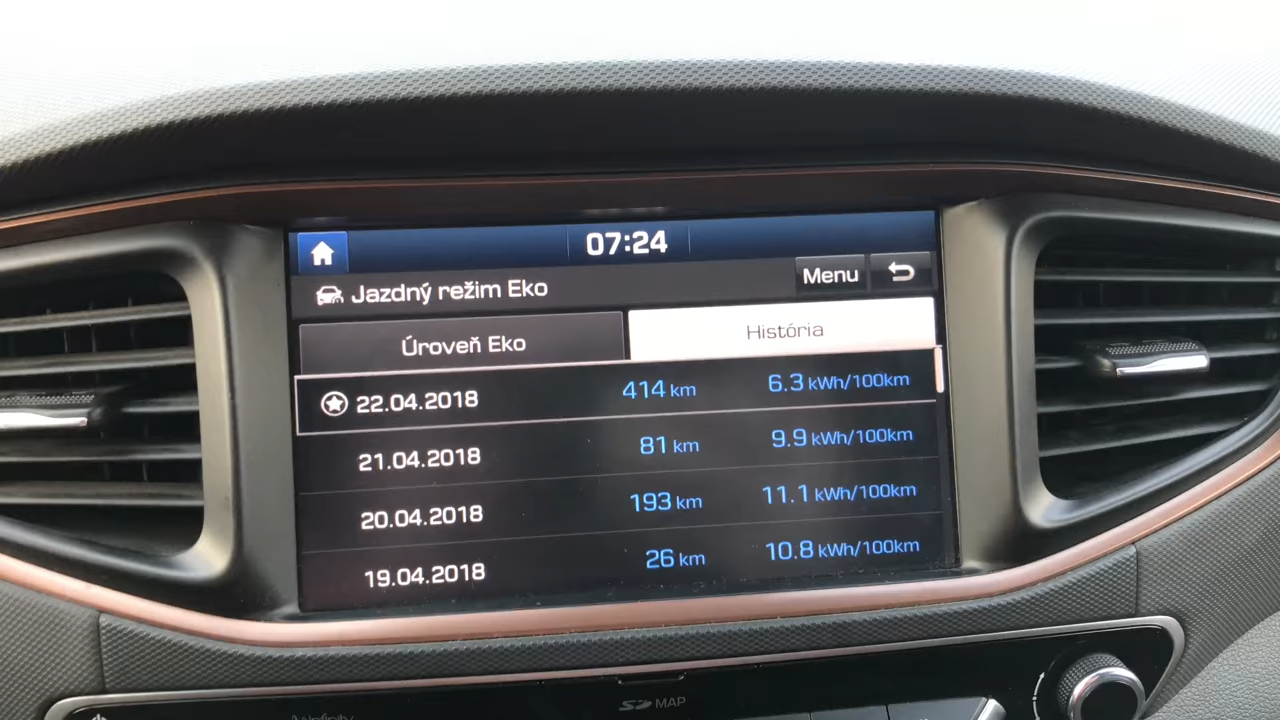 07:24
Jazdný režim Eko
Menu
Úroveň Eko
História
22.04.2018 414 km 6.3 kWh/100km
21.04.2018 81 km 9.9 kWh/100km
20.04.2018 193 km 11.1 kWh/100km
19.04.2018 26 km 10.8 kWh/100km
SD MAP